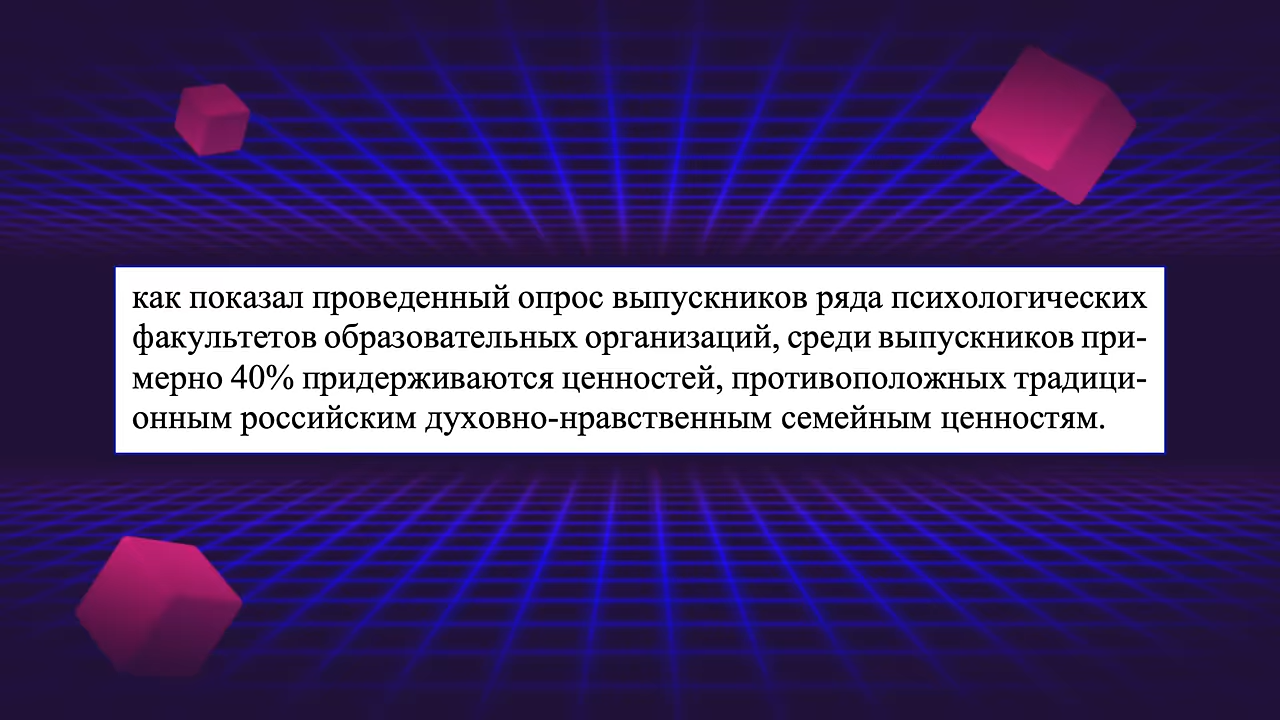 как показал проведенный опрос выпускников ряда психологических
факультетов образовательных организаций, среди выпускников при-
мерно 40% придерживаются ценностей, противоположных традици-
онным российским духовно-нравственным семейным ценностям.